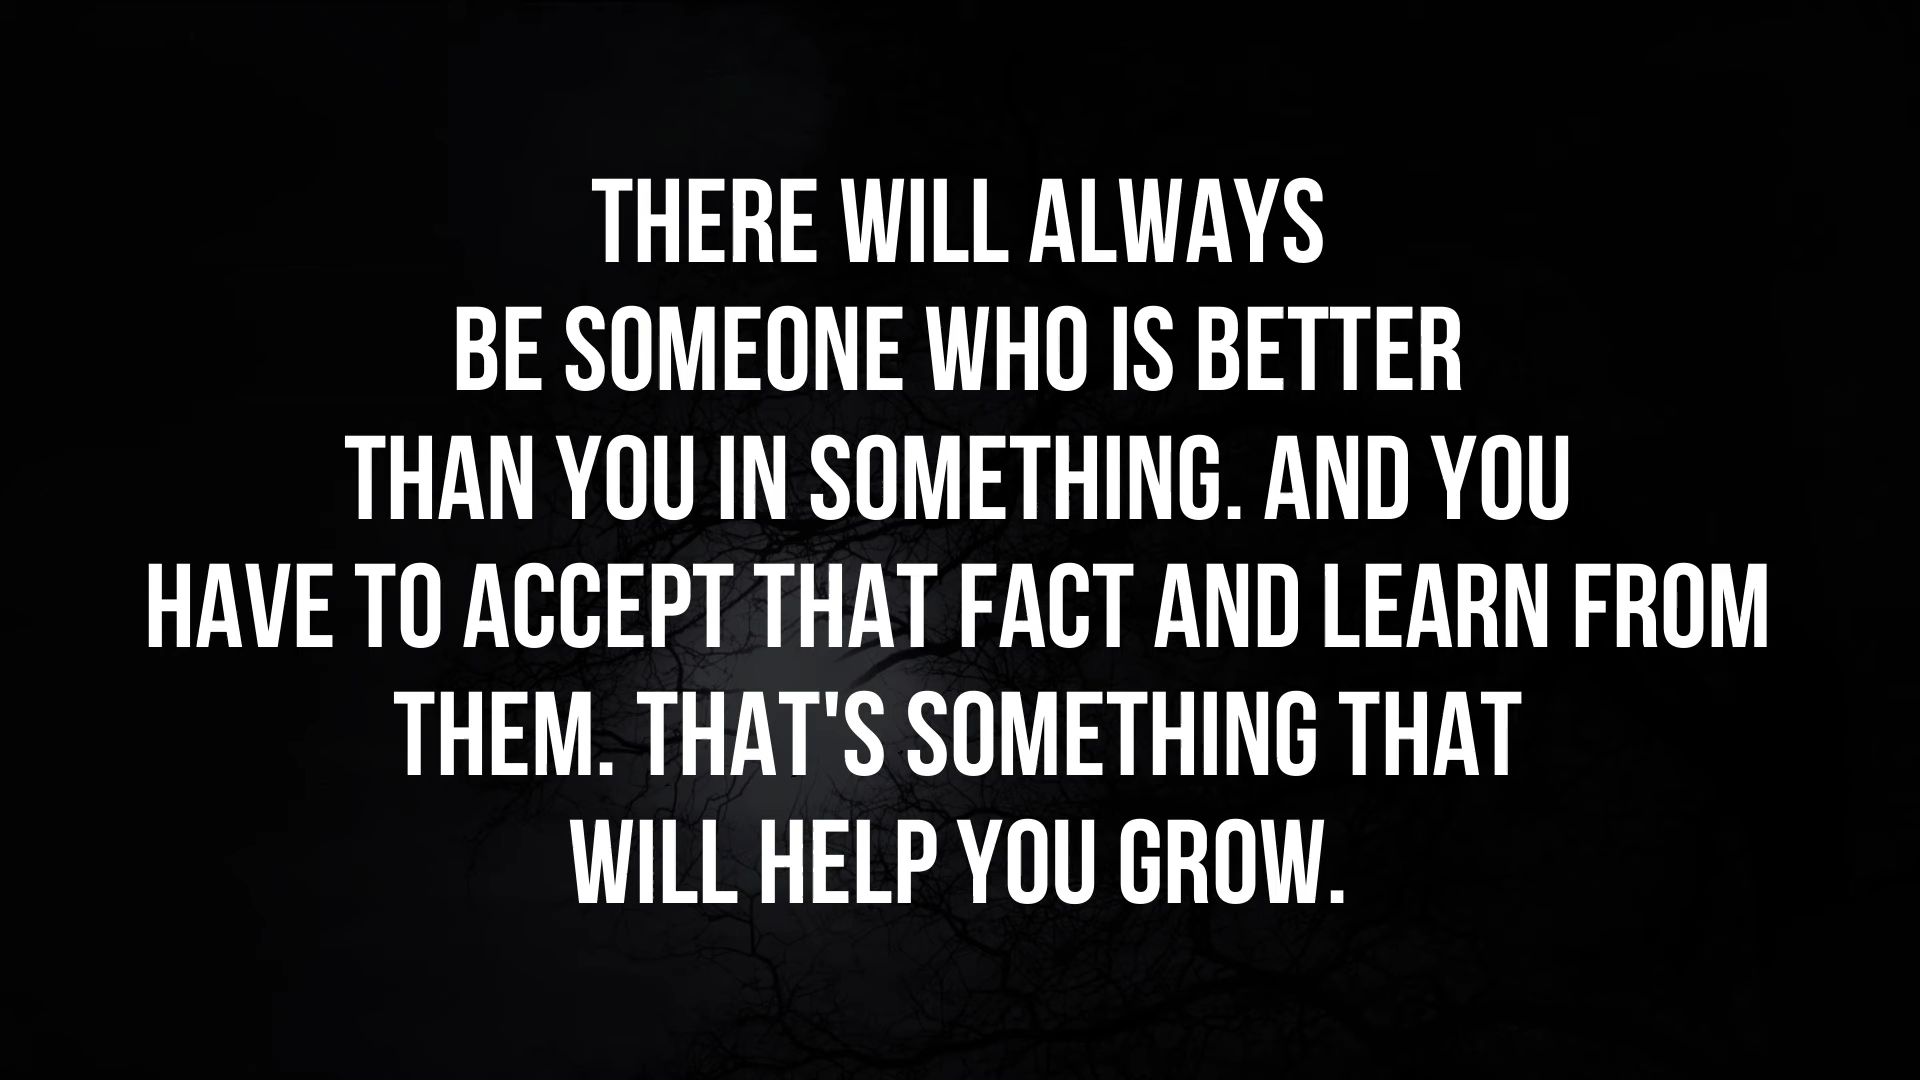 THERE WILL ALWAYS
BE SOMEONE WHO IS BETTER
THAN YOU IN SOMETHING. AND YOU
HAVE TO ACCEPT THAT FACT AND LEARN FROM
THEM. THAT'S SOMETHING THAT
WILL HELP YOU GROW.